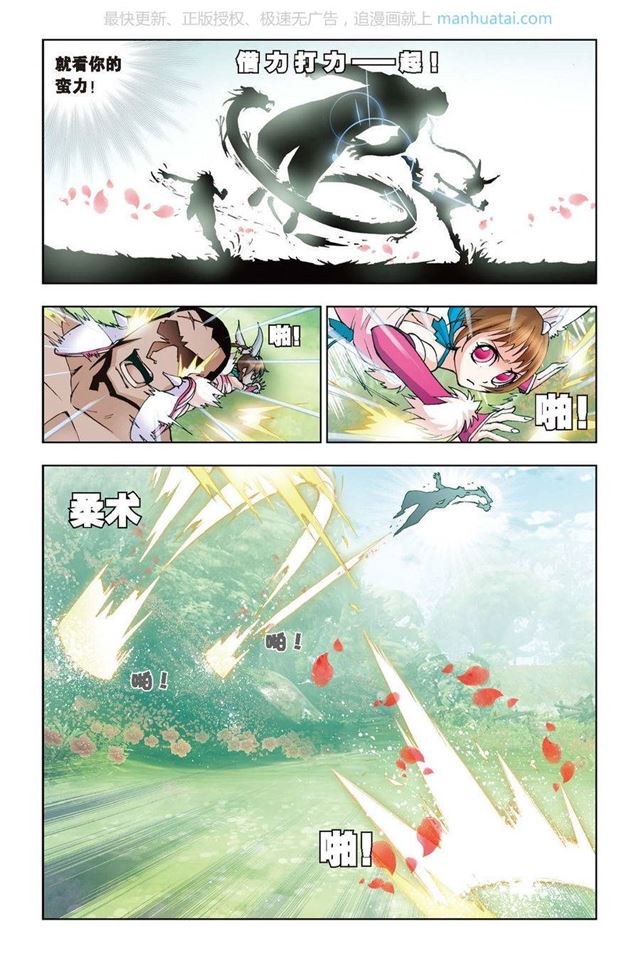 最快更新、正版授权、极速无广告，追漫画就上 manhuatai.com
就看你的
蛮力！
借力打力——起！
啪！
啪！
柔术
啪！
啪！
啪！